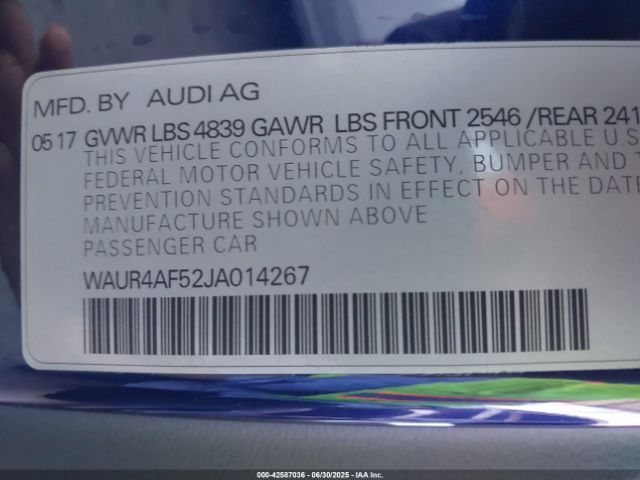 MFD. BY AUDI AG
05 17 GVWR LBS 4839 GAWR LBS FRONT 2546 /REAR 241
THIS VEHICLE CONFORMS TO ALL APPLICABLE U.S
FEDERAL MOTOR VEHICLE SAFETY, BUMPER AND T
PREVENTION STANDARDS IN EFFECT ON THE DATE
MANUFACTURE SHOWN ABOVE
PASSENGER CAR
WAUR4AF52JA014267
000-42587036 - 06/30/2025 - IAA Inc.